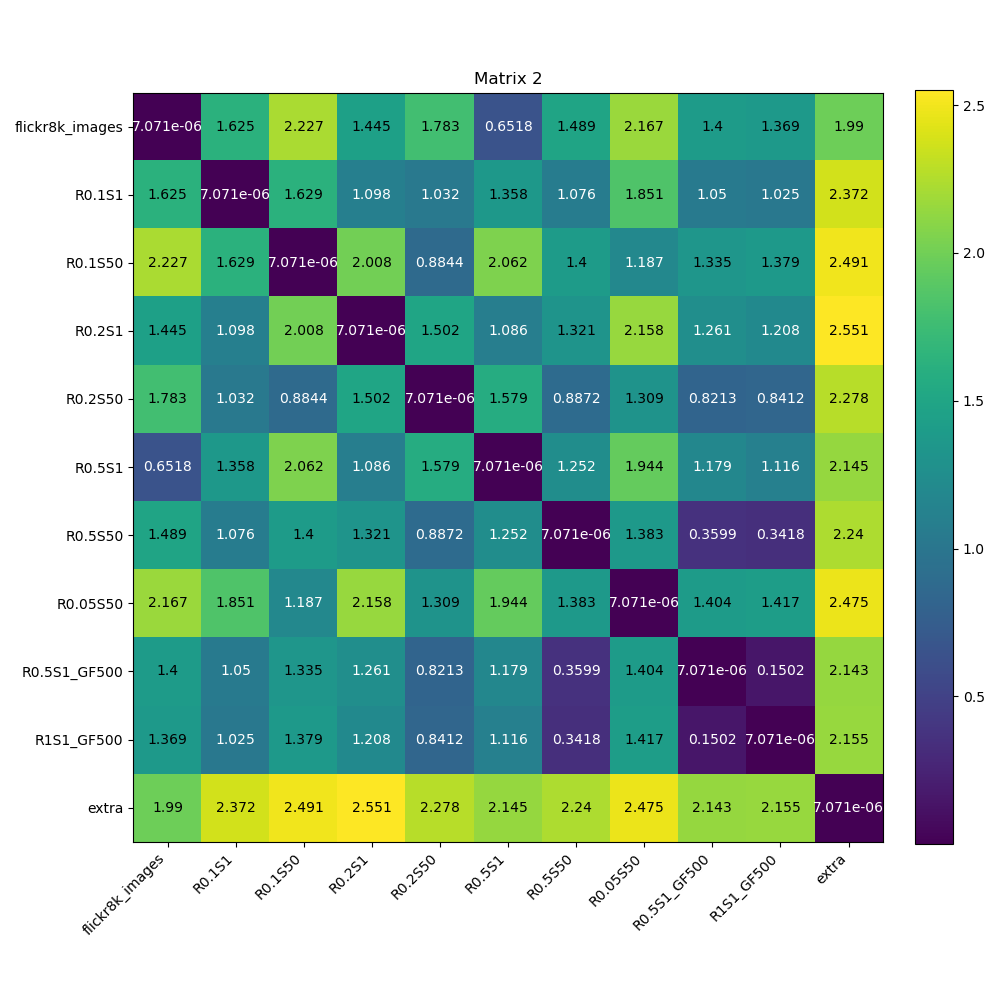 Matrix 2
flickr8k_images 7.071e-06 1.625 2.227 1.445 1.783 0.6518 1.489 2.167 1.4 1.369 1.99
R0.1S1 1.625 7.071e-06 1.629 1.098 1.032 1.358 1.076 1.851 1.05 1.025 2.372
R0.1S50 2.227 1.629 7.071e-06 2.008 0.8844 2.062 1.4 1.187 1.335 1.379 2.491
R0.2S1 1.445 1.098 2.008 7.071e-06 1.502 1.086 1.321 2.158 1.261 1.208 2.551
R0.2S50 1.783 1.032 0.8844 1.502 7.071e-06 1.579 0.8872 1.309 0.8213 0.8412 2.278
R0.5S1 0.6518 1.358 2.062 1.086 1.579 7.071e-06 1.252 1.944 1.179 1.116 2.145
R0.5S50 1.489 1.076 1.4 1.321 0.8872 1.252 7.071e-06 1.383 0.3599 0.3418 2.24
R0.05S50 2.167 1.851 1.187 2.158 1.309 1.944 1.383 7.071e-06 1.404 1.417 2.475
R0.5S1_GF500 1.4 1.05 1.335 1.261 0.8213 1.179 0.3599 1.404 7.071e-06 0.1502 2.143
R1S1_GF500 1.369 1.025 1.379 1.208 0.8412 1.116 0.3418 1.417 0.1502 7.071e-06 2.155
extra 1.99 2.372 2.491 2.551 2.278 2.145 2.24 2.475 2.143 2.155 7.071e-06
flickr8k_images R0.1S1 R0.1S50 R0.2S1 R0.2S50 R0.5S1 R0.5S50 R0.05S50 R0.5S1_GF500 R1S1_GF500 extra
2.5
2.0
1.5
1.0
0.5